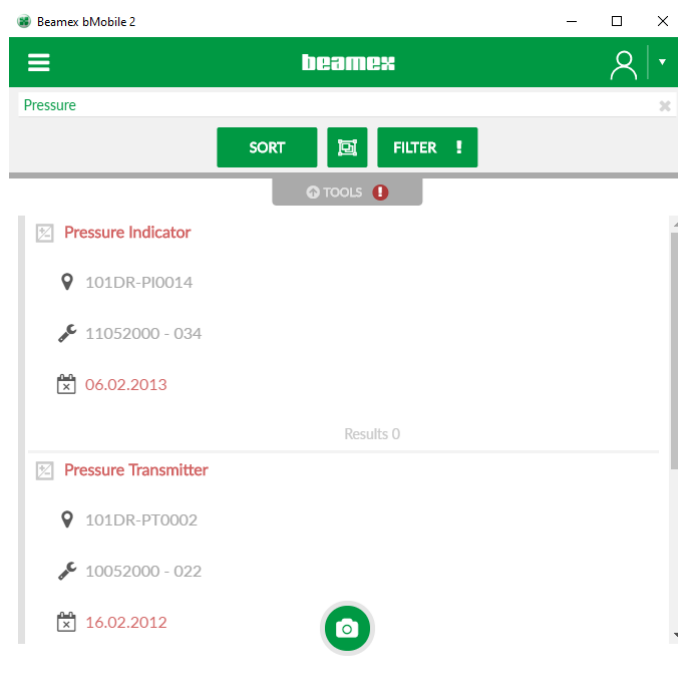 Beamex bMobile 2
beamex
Pressure
SORT
FILTER !
TOOLS !
Pressure Indicator
101DR-PI0014
11052000 - 034
06.02.2013
Results 0
Pressure Transmitter
101DR-PT0002
10052000 - 022
16.02.2012